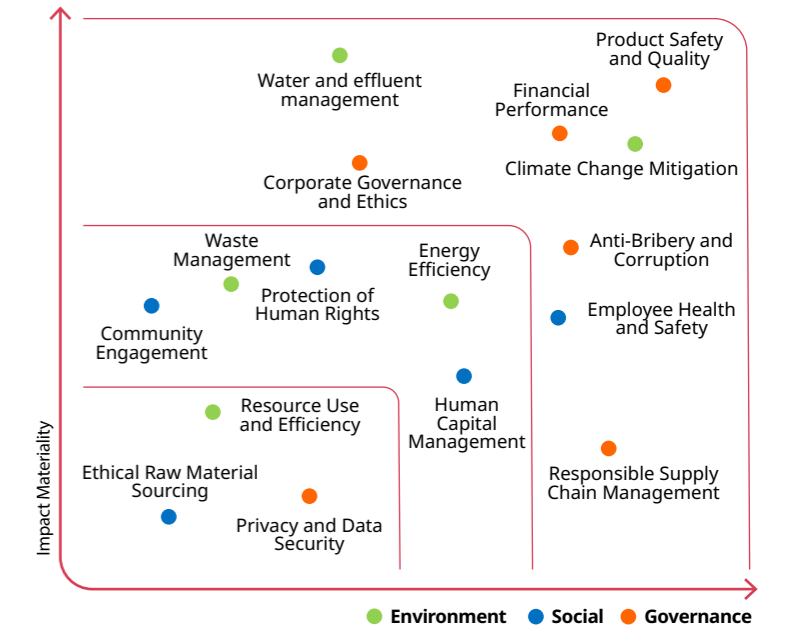 Product Safety
and Quality
Water and effluent
management
Financial
Performance
Climate Change Mitigation
Corporate Governance
and Ethics
Waste
Management
Energy
Efficiency
Anti-Bribery and
Corruption
Protection of
Human Rights
Employee Health
and Safety
Community
Engagement
Human
Capital
Management
Resource Use
and Efficiency
Ethical Raw Material
Sourcing
Responsible Supply
Chain Management
Privacy and Data
Security
Impact Materiality
Environment
Social
Governance